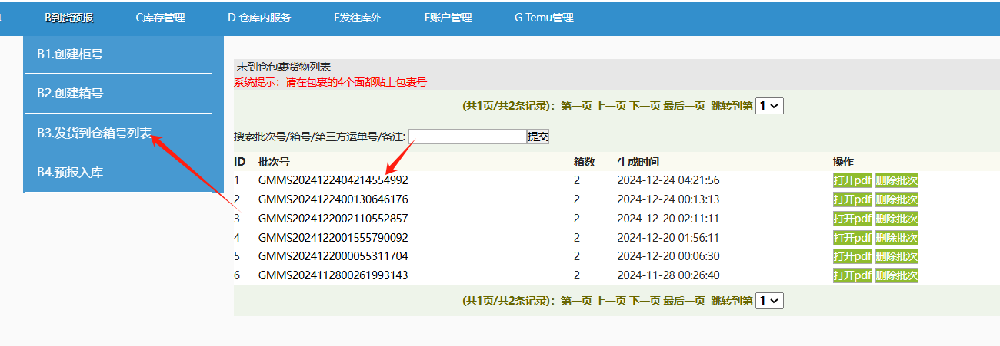 B到货预报 C库存管理 D 仓库内服务 E发往库外 F账户管理 G Temu管理
B1.创建柜号
B2.创建箱号
B3.发货到仓箱号列表
B4.预报入库
未到仓包裹货物列表
系统提示：请在包裹的4个面都贴上包裹号
(共1页/共2条记录)：第一页 上一页 下一页 最后一页 跳转到第 1
搜索批次号/箱号/第三方运单号/备注: 提交
ID 批次号 箱数 生成时间 操作
1 GMMS2024122404214554992 2 2024-12-24 04:21:56 打开pdf 删除批次
2 GMMS2024122400130646176 2 2024-12-24 00:13:13 打开pdf 删除批次
3 GMMS2024122002110552857 2 2024-12-20 02:11:11 打开pdf 删除批次
4 GMMS2024122001555790092 2 2024-12-20 01:56:11 打开pdf 删除批次
5 GMMS2024122000055311704 2 2024-12-20 00:06:30 打开pdf 删除批次
6 GMMS2024112800261993143 2 2024-11-28 00:26:40 打开pdf 删除批次
(共1页/共2条记录)：第一页 上一页 下一页 最后一页 跳转到第 1